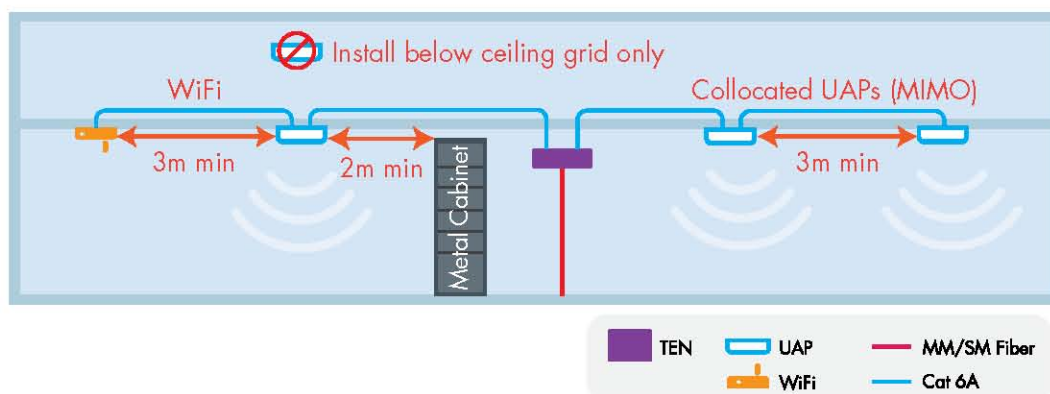 Install below ceiling grid only
WiFi
Collocated UAPs (MIMO)
3m min
2m min
Metal Cabinet
3m min
TEN
UAP
MM/SM Fiber
WiFi
Cat 6A